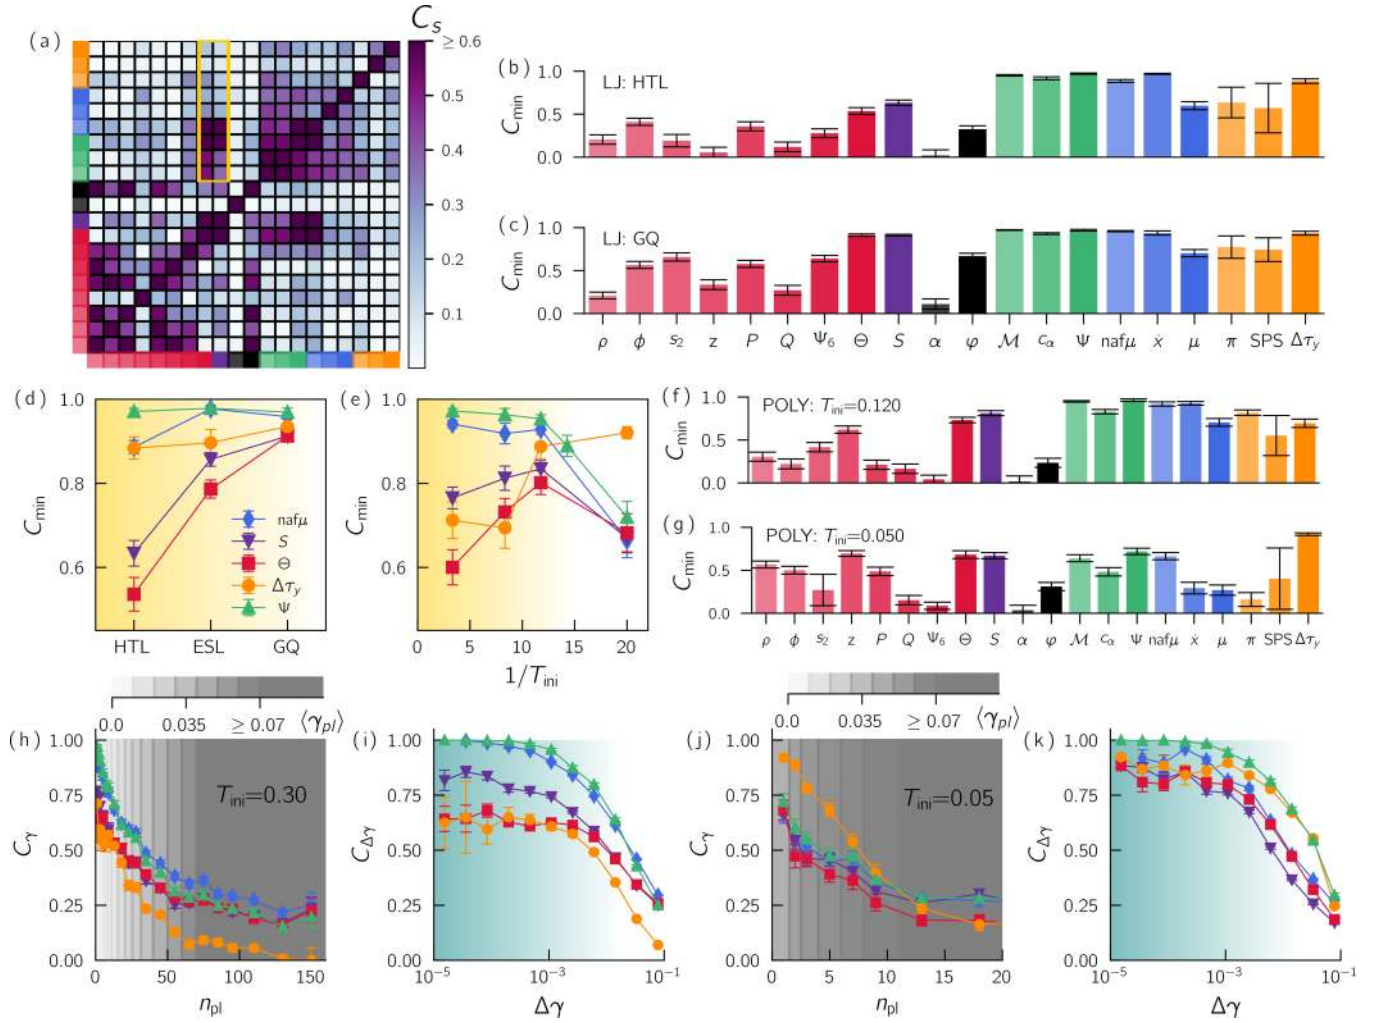 (a)
C_s
≥ 0.6
0.5
0.4
0.3
0.2
0.1
(b)
LJ: HTL
C_min
1.0
0.5
0.0
(c)
LJ: GQ
C_min
1.0
0.5
0.0
ρ ϕ s₂ z P Q Ψ₆ Θ S α φ M c_α Ψ nafμ ẋ μ π SPS Δτ_y
(d)
C_min
1.0
0.8
0.6
nafμ
S
Θ
Δτ_y
Ψ
HTL ESL GQ
(e)
C_min
1.0
0.8
0.6
0 5 10 15 20
1/T_ini
(f)
POLY: T_ini=0.120
C_min
1.0
0.5
0.0
(g)
POLY: T_ini=0.050
C_min
1.0
0.5
0.0
ρ ϕ s₂ z P Q Ψ₆ Θ S α φ M c_α Ψ nafμ ẋ μ π SPS Δτ_y
0.0 0.035 ≥ 0.07 ⟨γ_pl⟩
(h)
T_ini=0.30
C_γ
1.00
0.75
0.50
0.25
0.00
0 50 100 150
n_pl
(i)
C_Δγ
1.00
0.75
0.50
0.25
0.00
10⁻⁵ 10⁻³ 10⁻¹
Δγ
0.0 0.035 ≥ 0.07 ⟨γ_pl⟩
(j)
T_ini=0.05
C_γ
1.00
0.75
0.50
0.25
0.00
0 5 10 15 20
n_pl
(k)
C_Δγ
1.00
0.75
0.50
0.25
0.00
10⁻⁵ 10⁻³ 10⁻¹
Δγ